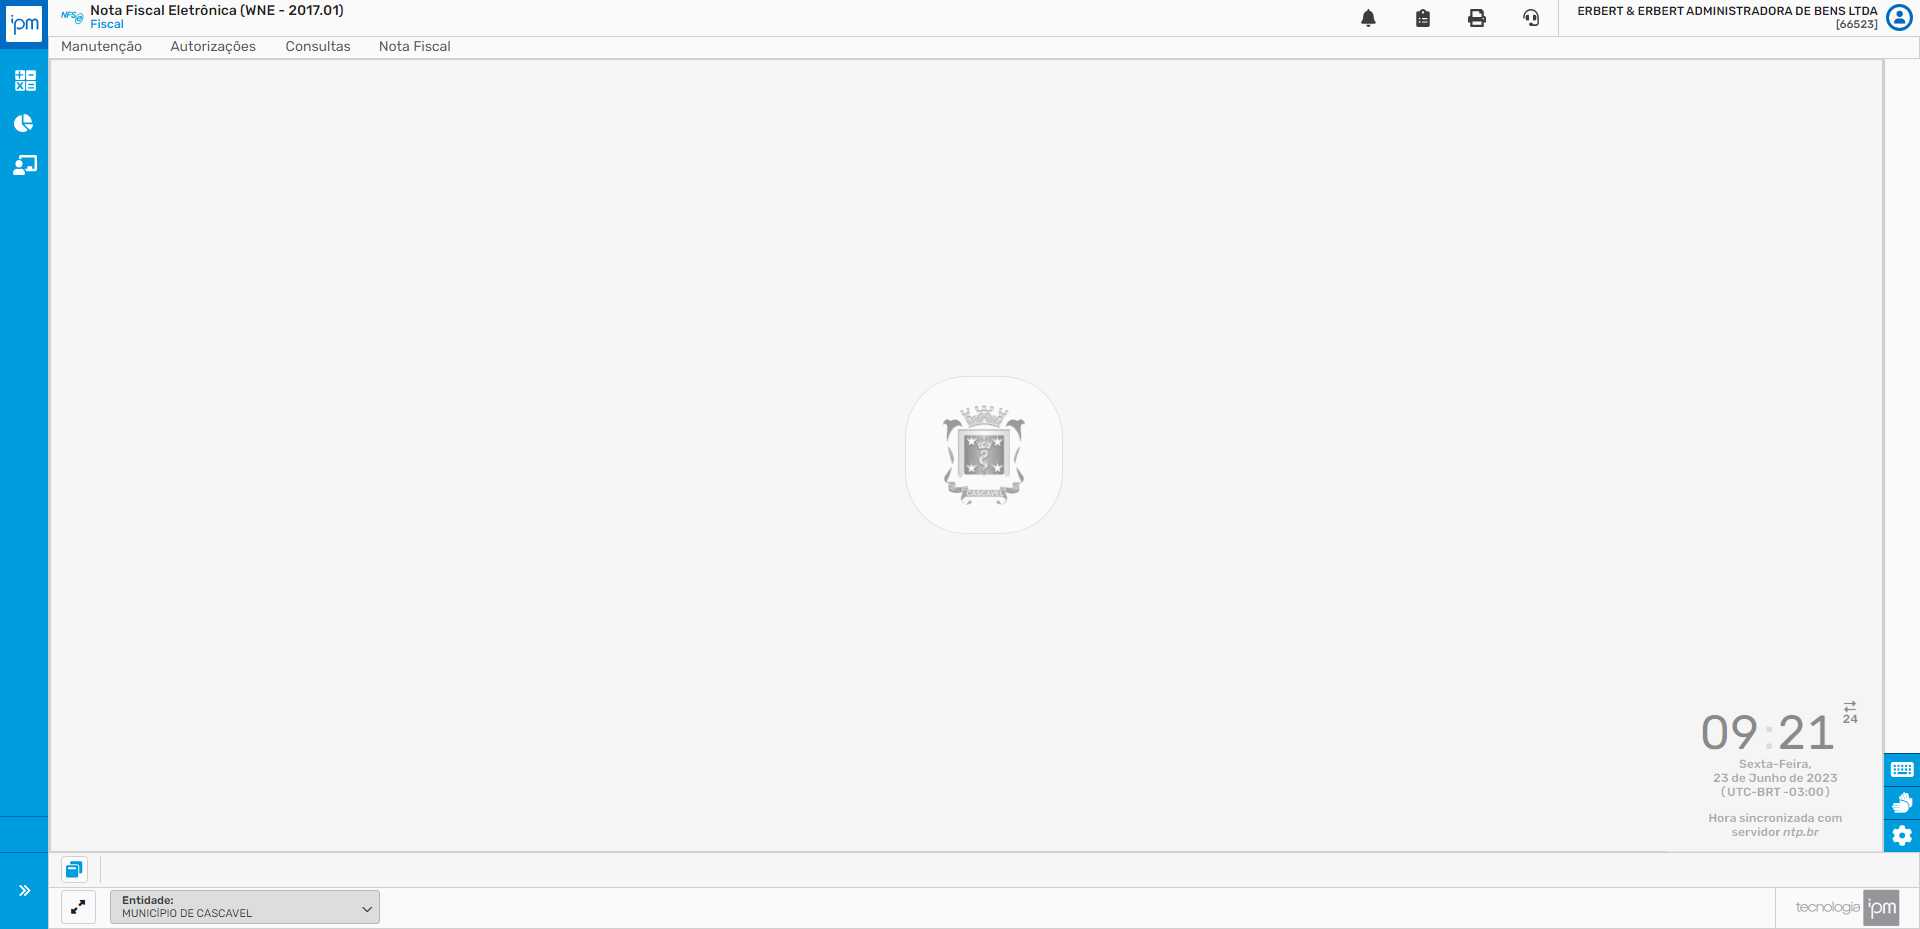 ipm
NFS@
Nota Fiscal Eletrônica (WNE - 2017.01)
Fiscal
ERBERT & ERBERT ADMINISTRADORA DE BENS LTDA
[66523]
Manutenção
Autorizações
Consultas
Nota Fiscal
CASCAVEL
24
09:21
Sexta-Feira,
23 de Junho de 2023
(UTC-BRT -03:00)
Hora sincronizada com
servidor ntp.br
Entidade:
MUNICÍPIO DE CASCAVEL
tecnologia ipm